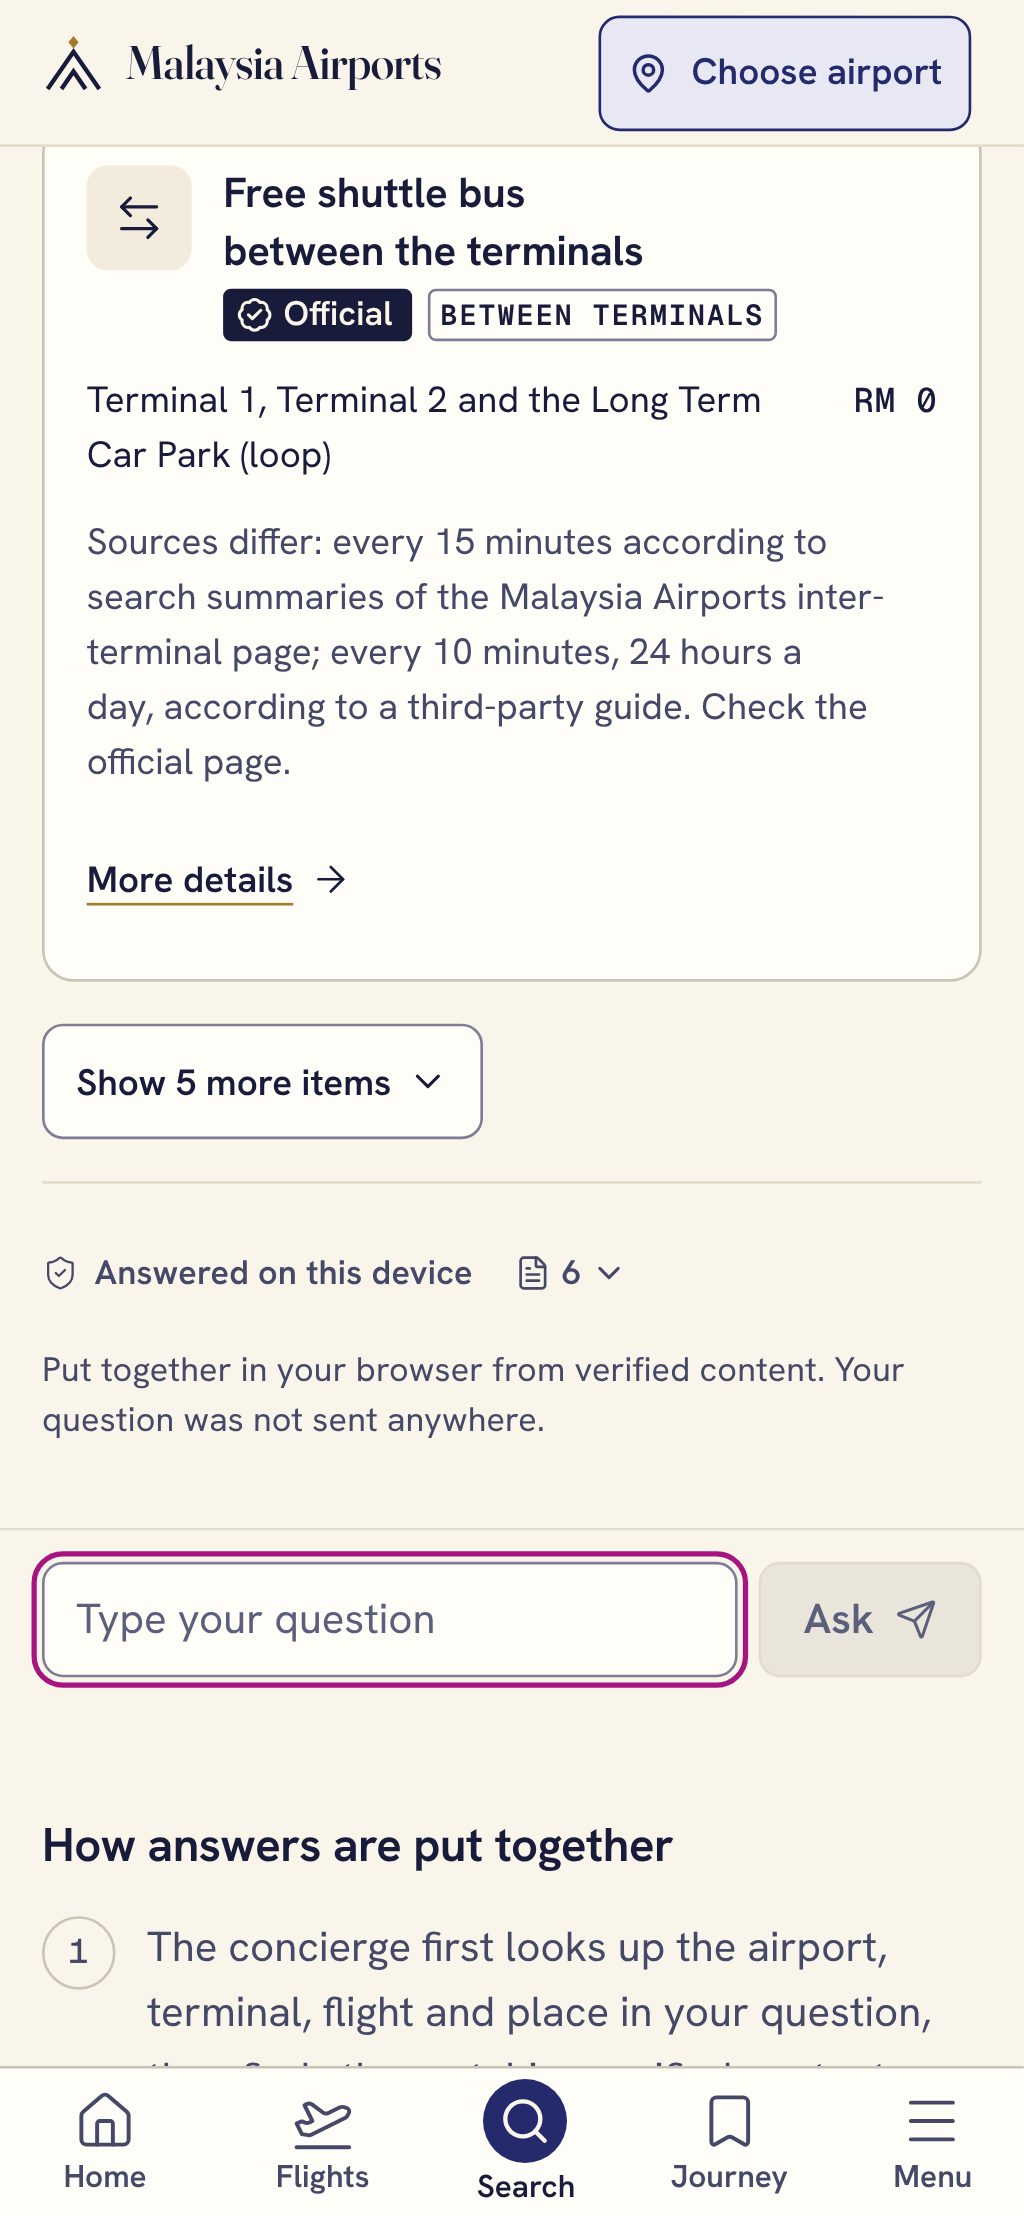 Malaysia Airports
Choose airport
Free shuttle bus
between the terminals
Official
BETWEEN TERMINALS
Terminal 1, Terminal 2 and the Long Term
Car Park (loop)
RM 0
Sources differ: every 15 minutes according to
search summaries of the Malaysia Airports inter-
terminal page; every 10 minutes, 24 hours a
day, according to a third-party guide. Check the
official page.
More details
Show 5 more items
Answered on this device
6
Put together in your browser from verified content. Your
question was not sent anywhere.
Type your question
Ask
How answers are put together
1
The concierge first looks up the airport,
terminal, flight and place in your question,
Home
Flights
Search
Journey
Menu